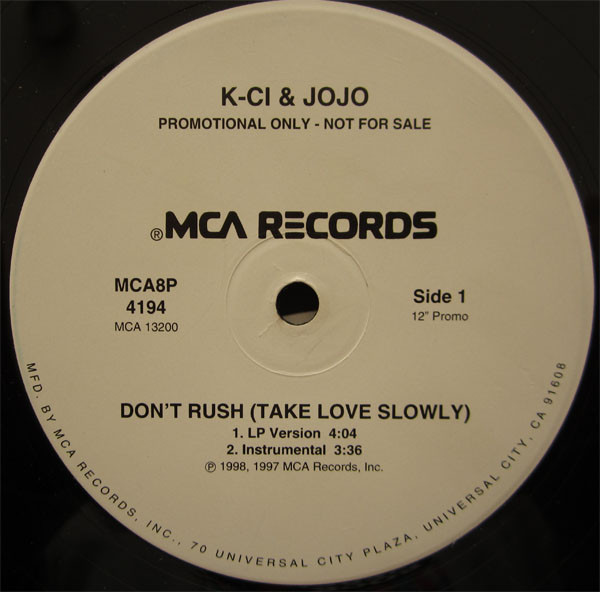 K-CI & JOJO
PROMOTIONAL ONLY - NOT FOR SALE
®MCA RECORDS
MCA8P
4194
MCA 13200
Side 1
12" Promo
DON'T RUSH (TAKE LOVE SLOWLY)
1. LP Version 4:04
2. Instrumental 3:36
℗ 1998, 1997 MCA Records, Inc.
MFD. BY MCA RECORDS, INC., 70 UNIVERSAL CITY PLAZA, UNIVERSAL CITY, CA 91608